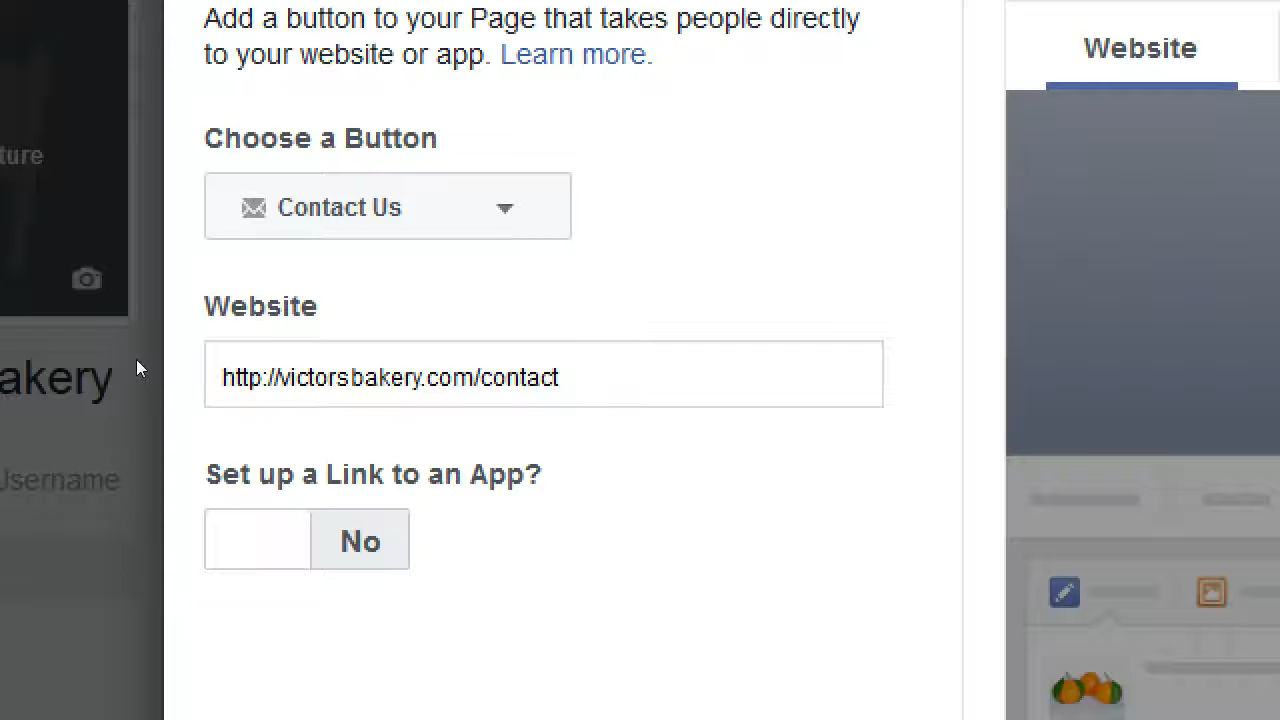 Add a button to your Page that takes people directly
to your website or app. Learn more.
Website
Choose a Button
ture
Contact Us
Website
http://victorsbakery.com/contact
akery
Set up a Link to an App?
Username
No